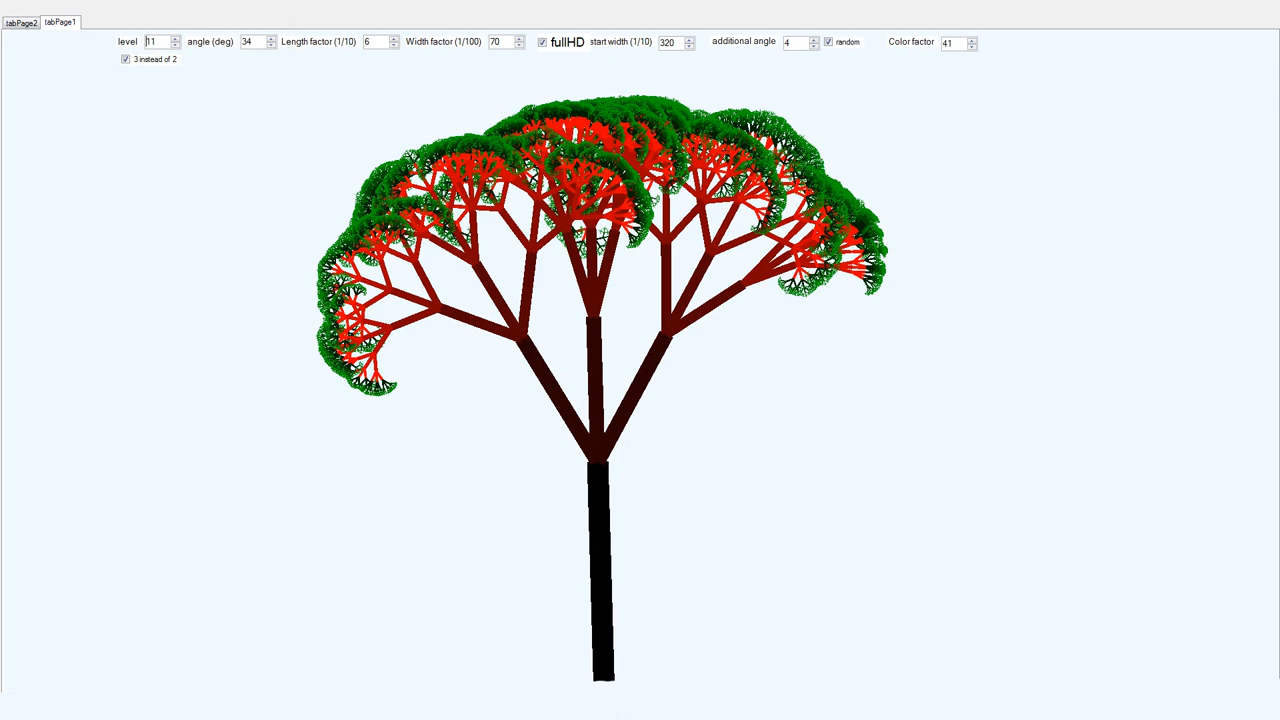 tabPage2 tabPage1
level 11 angle (deg) 34 Length factor (1/10) 6 Width factor (1/100) 70 fullHD start width (1/10) 320 additional angle 4 random Color factor 41
3 instead of 2